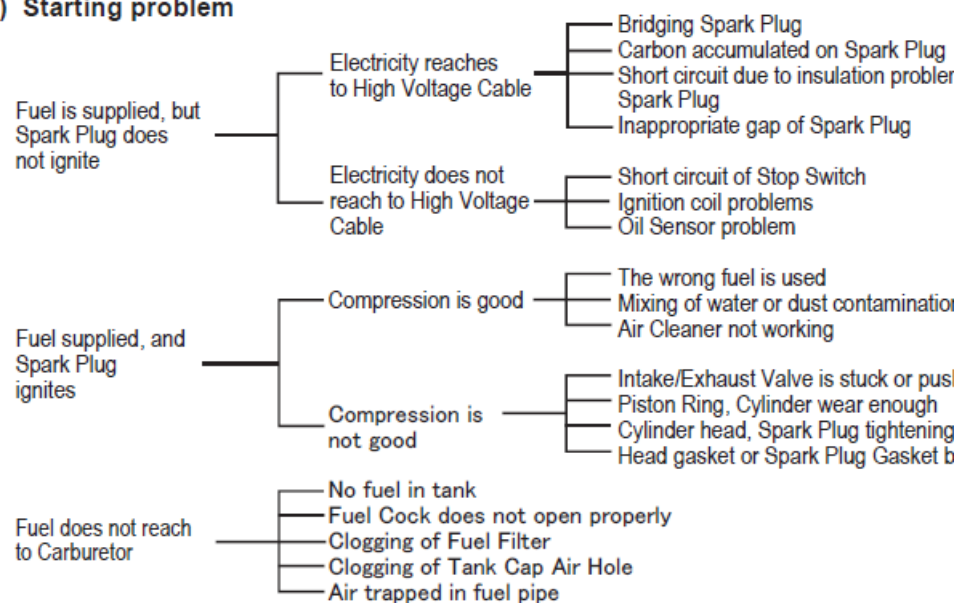 ) Starting problem
Fuel is supplied, but
Spark Plug does
not ignite
Electricity reaches
to High Voltage Cable
Bridging Spark Plug
Carbon accumulated on Spark Plug
Short circuit due to insulation
Spark Plug
Inappropriate gap of Spark Plug
Electricity does not
reach to High Voltage
Cable
Short circuit of Stop Switch
Ignition coil problems
Oil Sensor problem
Fuel supplied, and
Spark Plug
ignites
Compression is good
The wrong fuel is used
Mixing of water or dust contamination
Air Cleaner not working
Compression is
not good
Intake/Exhaust Valve is stuck or
Piston Ring, Cylinder wear enough
Cylinder head, Spark Plug tightening
Head gasket or Spark Plug Gasket
Fuel does not reach
to Carburetor
No fuel in tank
Fuel Cock does not open properly
Clogging of Fuel Filter
Clogging of Tank Cap Air Hole
Air trapped in fuel pipe